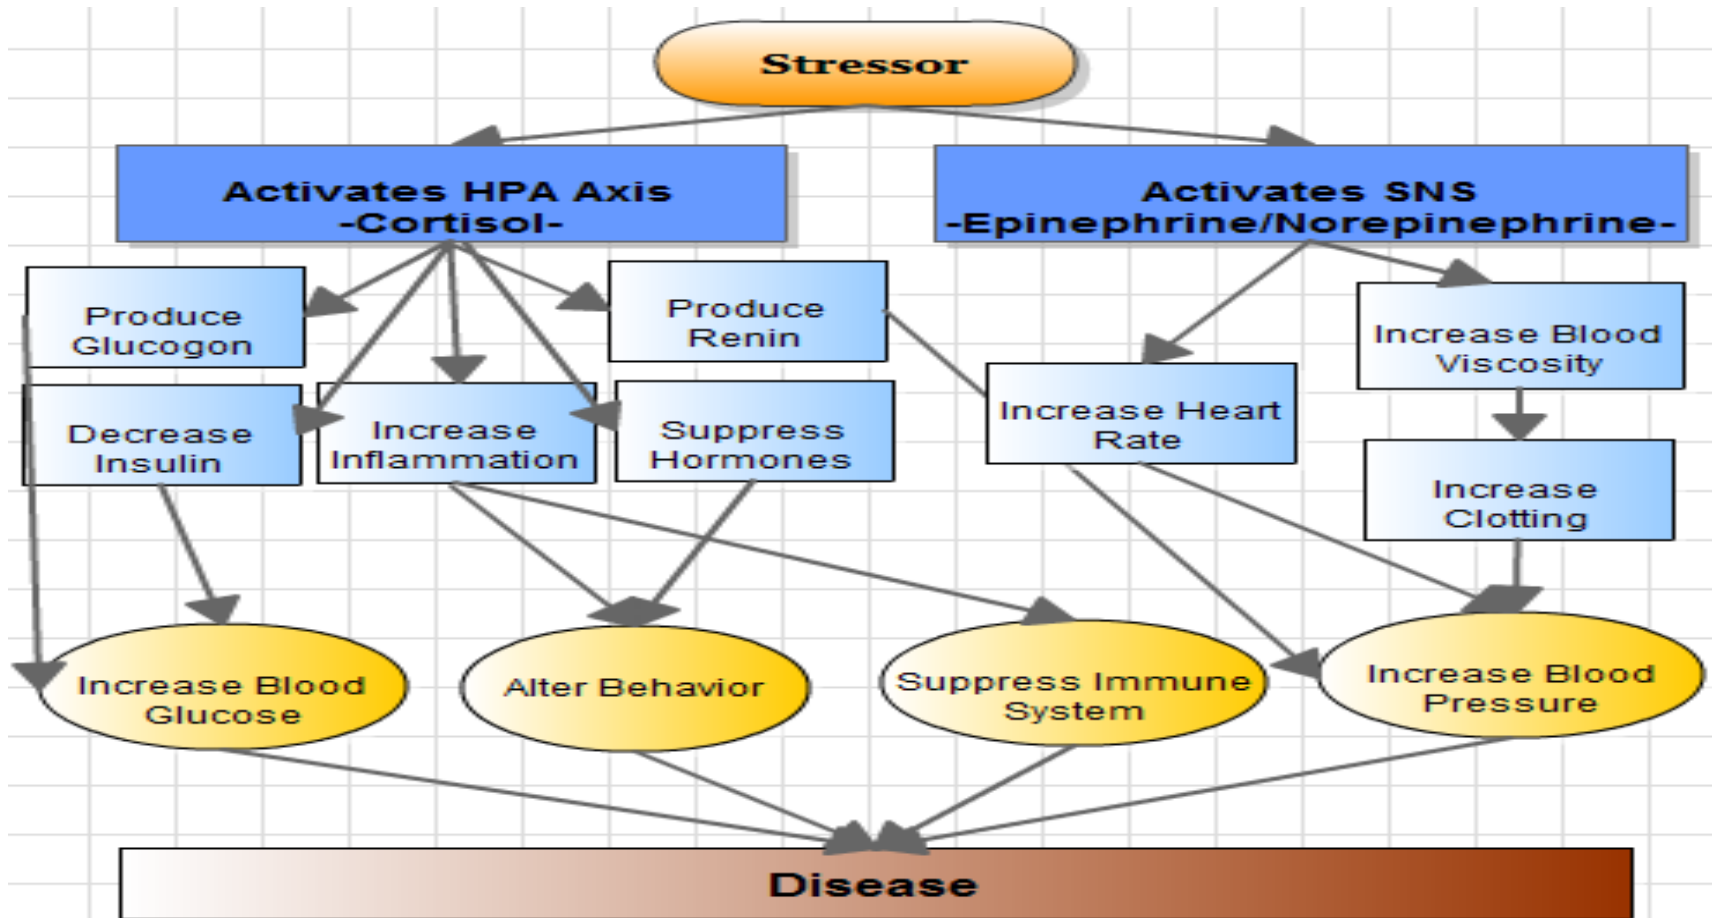 Stressor
Activates HPA Axis
-Cortisol-
Activates SNS
-Epinephrine/Norepinephrine-
Produce
Glucogon
Produce
Renin
Increase Blood
Viscosity
Decrease
Insulin
Increase
Inflammation
Suppress
Hormones
Increase Heart
Rate
Increase
Clotting
Increase Blood
Glucose
Alter Behavior
Suppress Immune
System
Increase Blood
Pressure
Disease